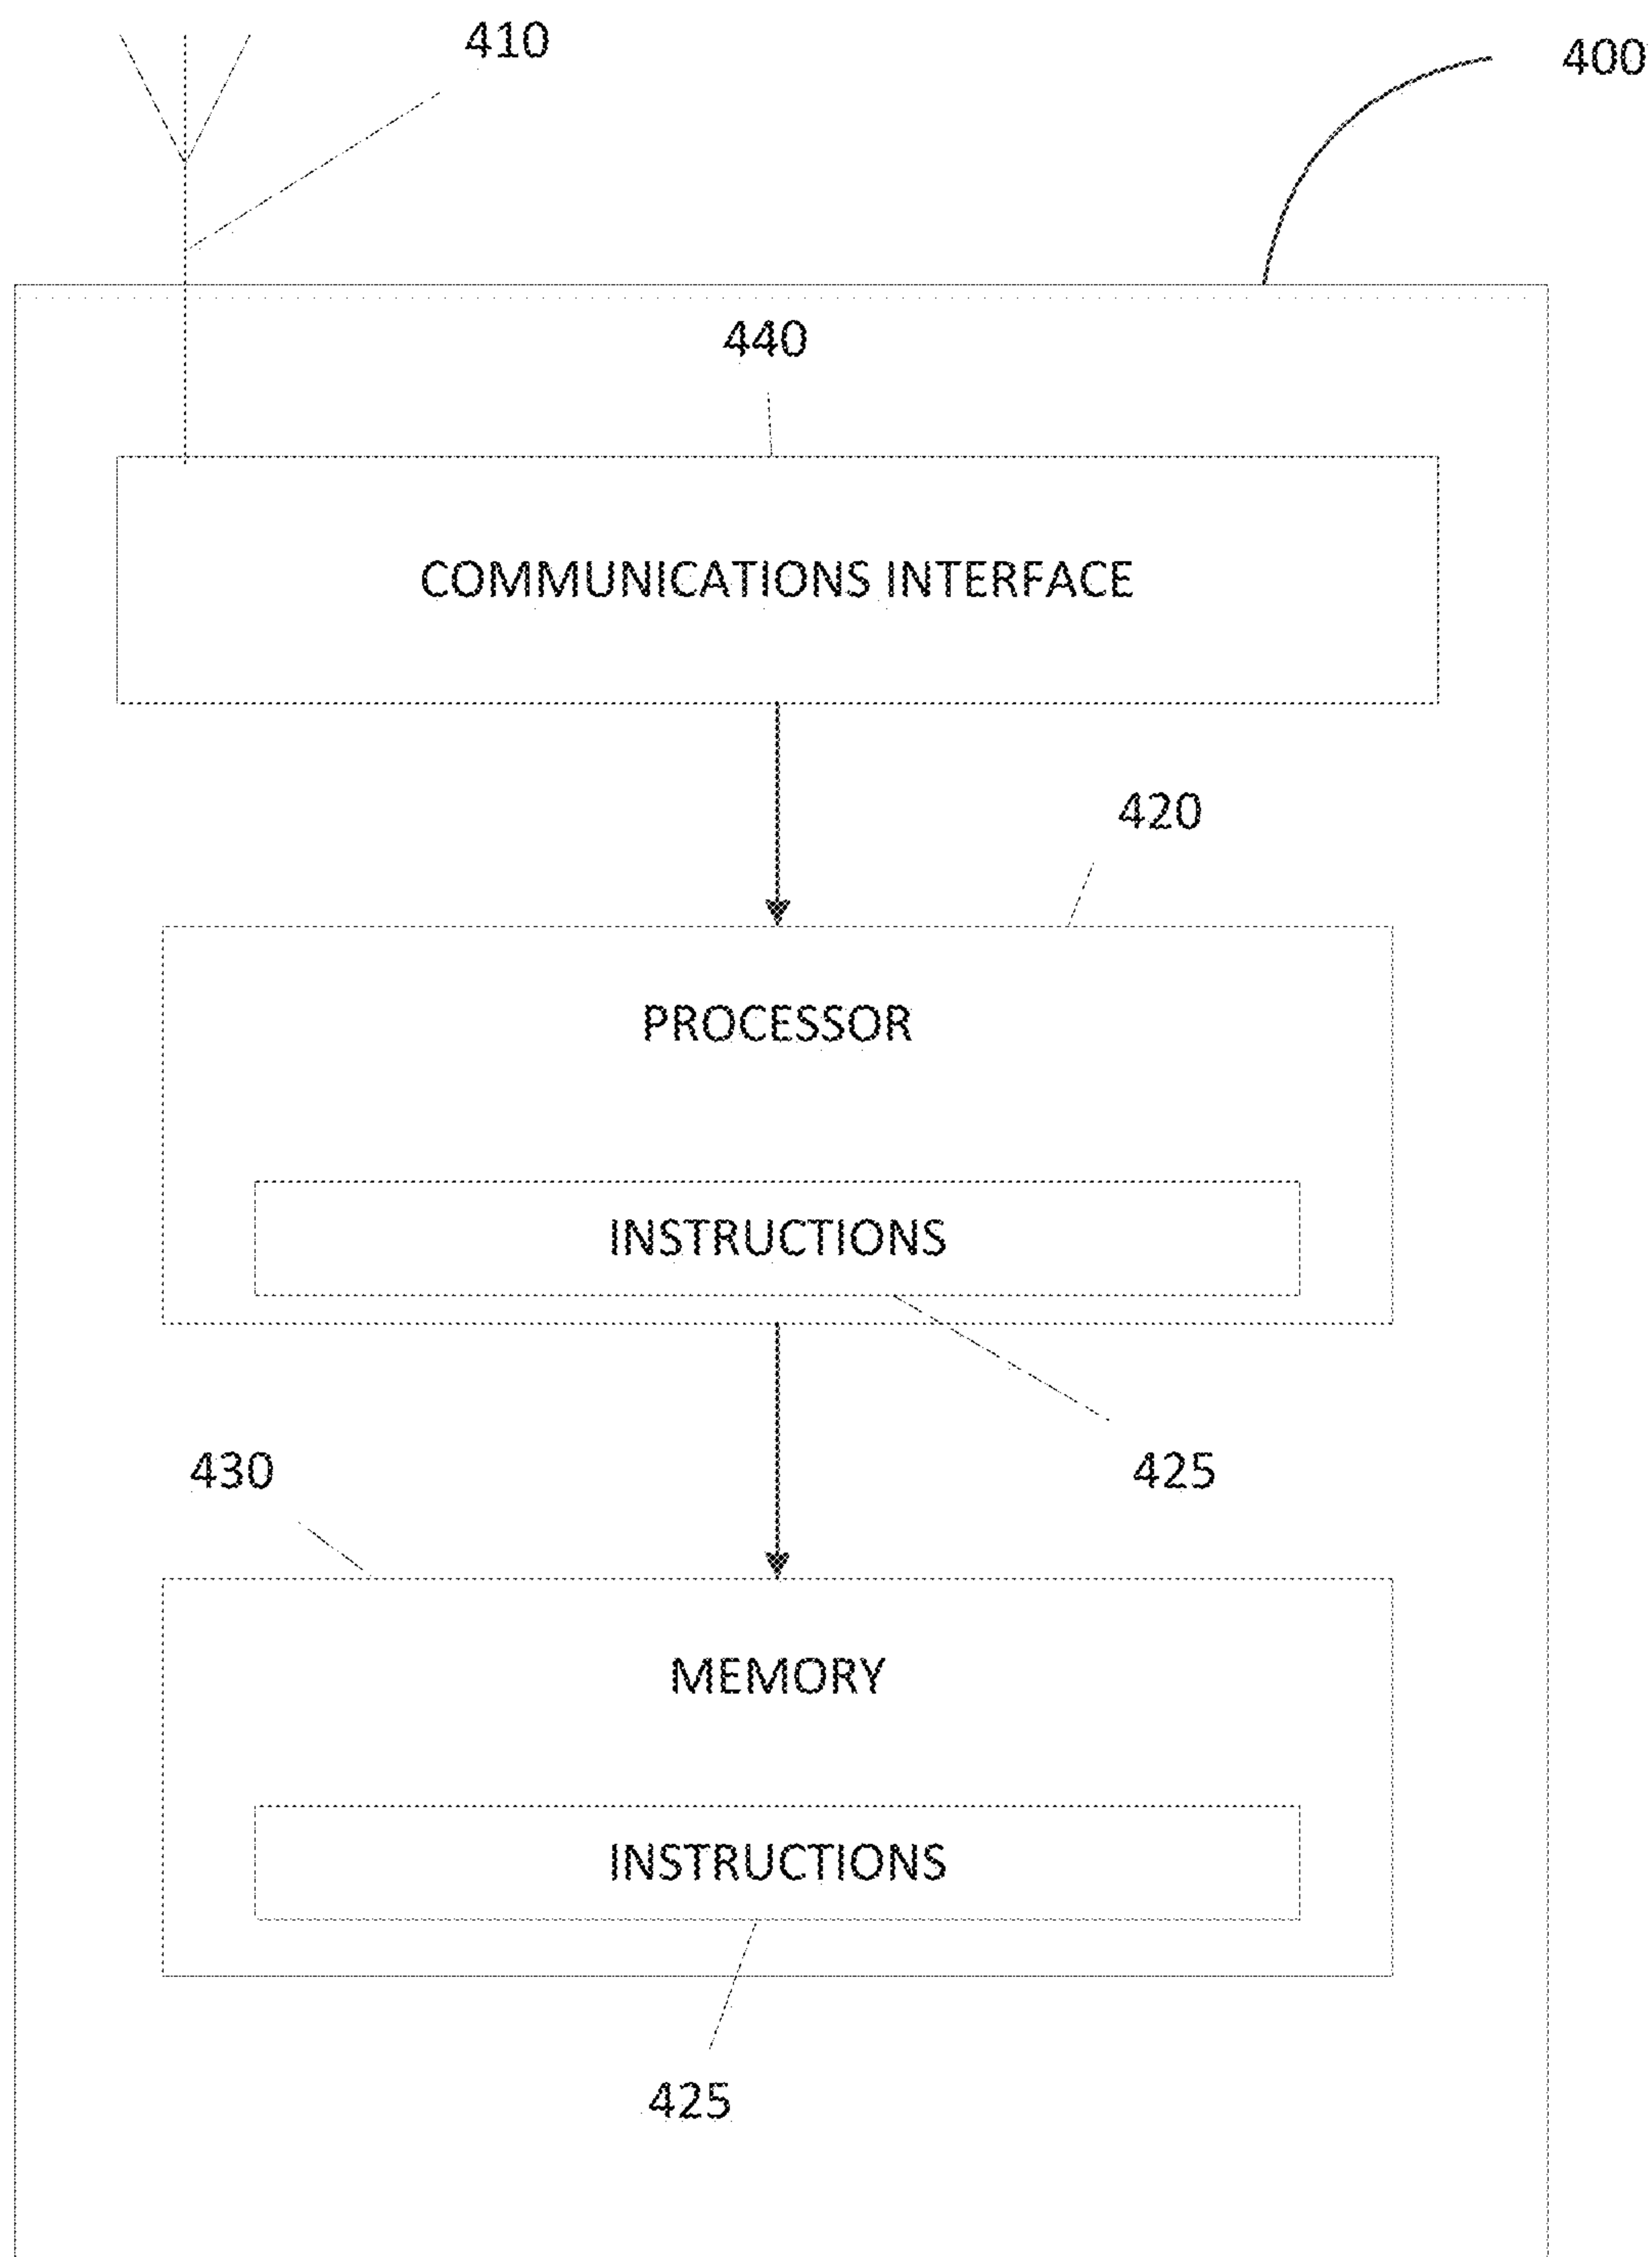 410
400
440
COMMUNICATIONS INTERFACE
420
PROCESSOR
INSTRUCTIONS
430
425
MEMORY
INSTRUCTIONS
425